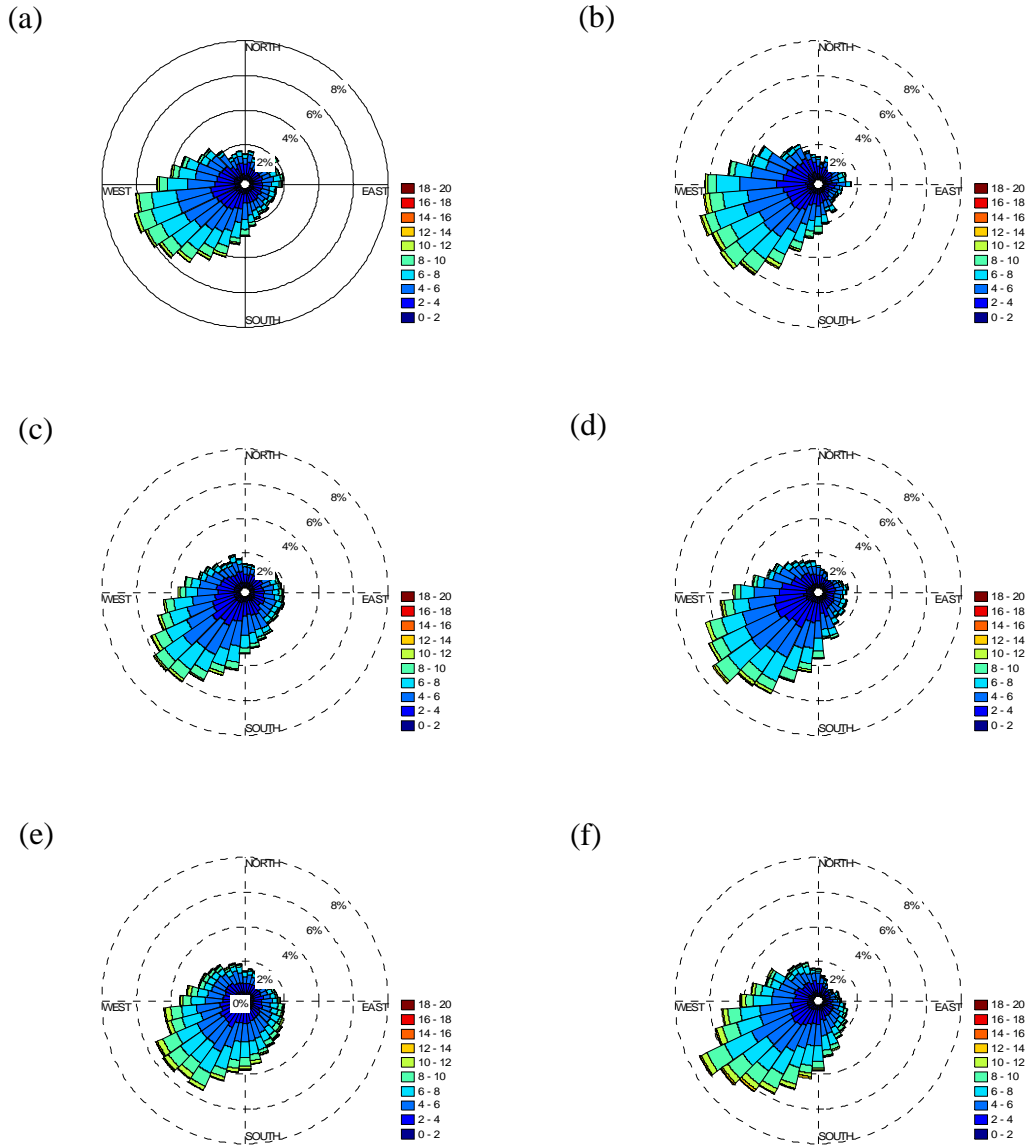 (a)
NORTH
8%
6%
4%
2%
WEST
EAST
SOUTH
18 - 20
16 - 18
14 - 16
12 - 14
10 - 12
8 - 10
6 - 8
4 - 6
2 - 4
0 - 2
(b)
NORTH
8%
6%
4%
2%
WEST
EAST
SOUTH
18 - 20
16 - 18
14 - 16
12 - 14
10 - 12
8 - 10
6 - 8
4 - 6
2 - 4
0 - 2
(c)
NORTH
8%
6%
4%
2%
WEST
EAST
SOUTH
18 - 20
16 - 18
14 - 16
12 - 14
10 - 12
8 - 10
6 - 8
4 - 6
2 - 4
0 - 2
(d)
NORTH
8%
6%
4%
2%
WEST
EAST
SOUTH
18 - 20
16 - 18
14 - 16
12 - 14
10 - 12
8 - 10
6 - 8
4 - 6
2 - 4
0 - 2
(e)
NORTH
8%
6%
4%
2%
0%
WEST
EAST
SOUTH
18 - 20
16 - 18
14 - 16
12 - 14
10 - 12
8 - 10
6 - 8
4 - 6
2 - 4
0 - 2
(f)
NORTH
8%
6%
4%
2%
WEST
EAST
SOUTH
18 - 20
16 - 18
14 - 16
12 - 14
10 - 12
8 - 10
6 - 8
4 - 6
2 - 4
0 - 2